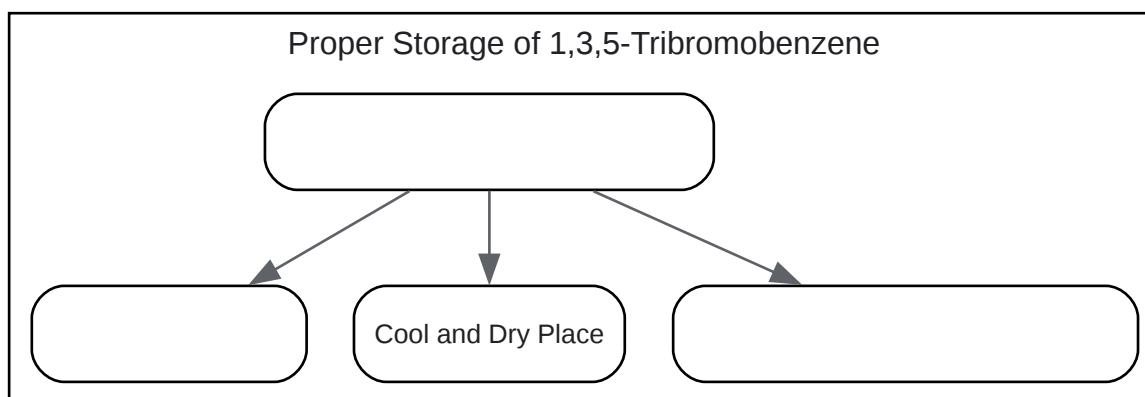 Proper Storage of 1,3,5-Tribromobenzene
Cool and Dry Place